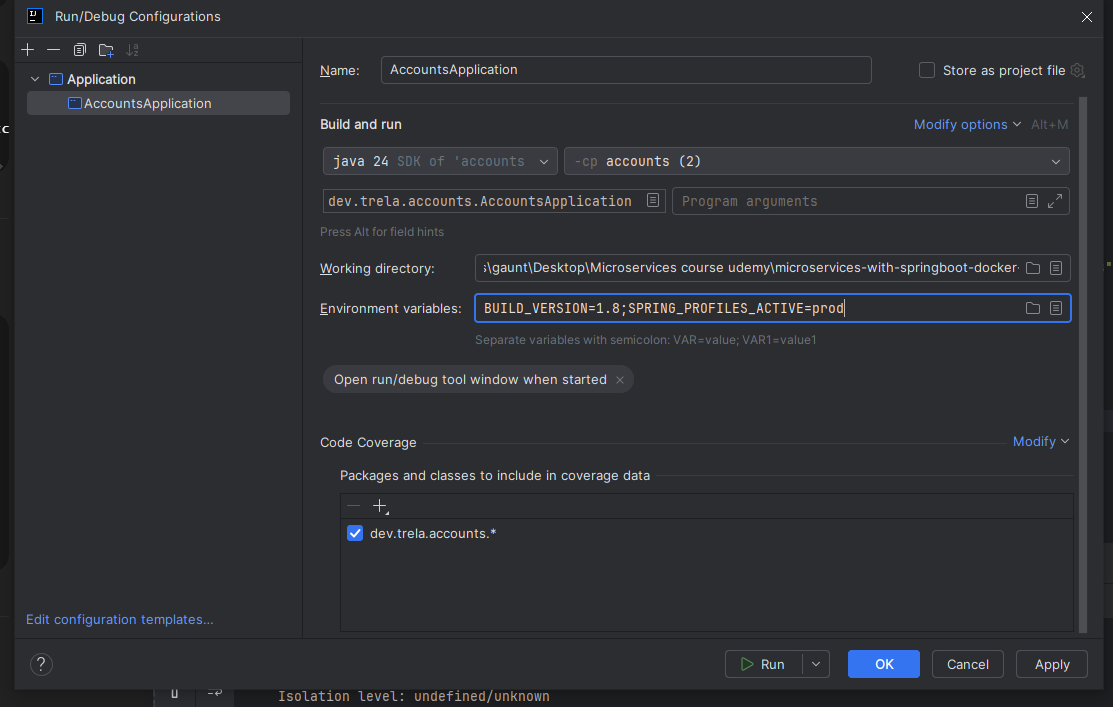 Run/Debug Configurations
Name: AccountsApplication Store as project file
Application
AccountsApplication
Build and run Modify options Alt+M
java 24 SDK of 'accounts -cp accounts (2)
dev.trela.accounts.AccountsApplication Program arguments
Press Alt for field hints
Working directory: s\gaunt\Desktop\Microservices course udemy\microservices-with-springboot-docker-
Environment variables: BUILD_VERSION=1.8;SPRING_PROFILES_ACTIVE=prod
Separate variables with semicolon: VAR=value; VAR1=value1
Open run/debug tool window when started
Code Coverage Modify
Packages and classes to include in coverage data
dev.trela.accounts.*
Edit configuration templates...
? Run OK Cancel Apply
Isolation level: undefined/unknown